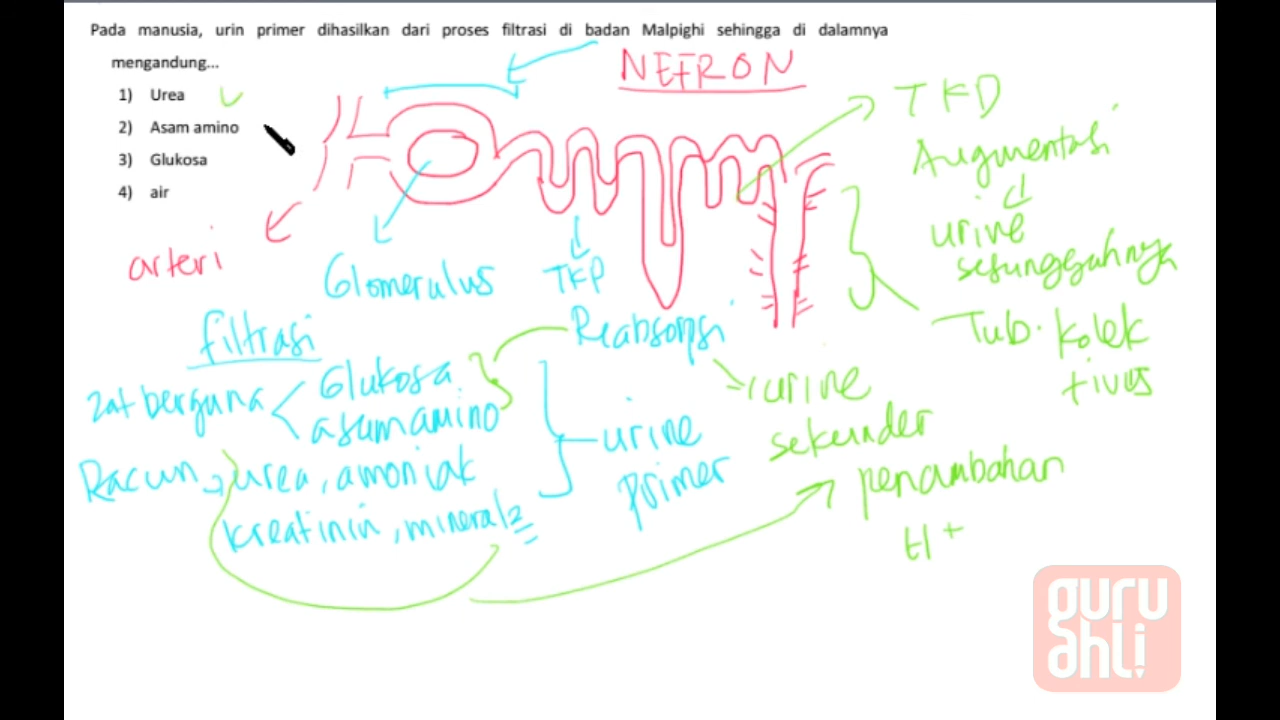 Pada manusia, urin primer dihasilkan dari proses filtrasi di badan Malpighi sehingga di dalamnya
mengandung...
1) Urea
2) Asam amino
3) Glukosa
4) air
NEFRON
TKD
Augmentasi
urine
sesungguhnya
arteri
Glomerulus
TKP
filtrasi
Reabsorpsi
Tub. Kolek
tivus
zat berguna
Glukosa
asam amino
urine
primer
urine
sekunder
Racun → urea, amoniak
kreatinin, mineral2
penambahan
H+
guru
ahli